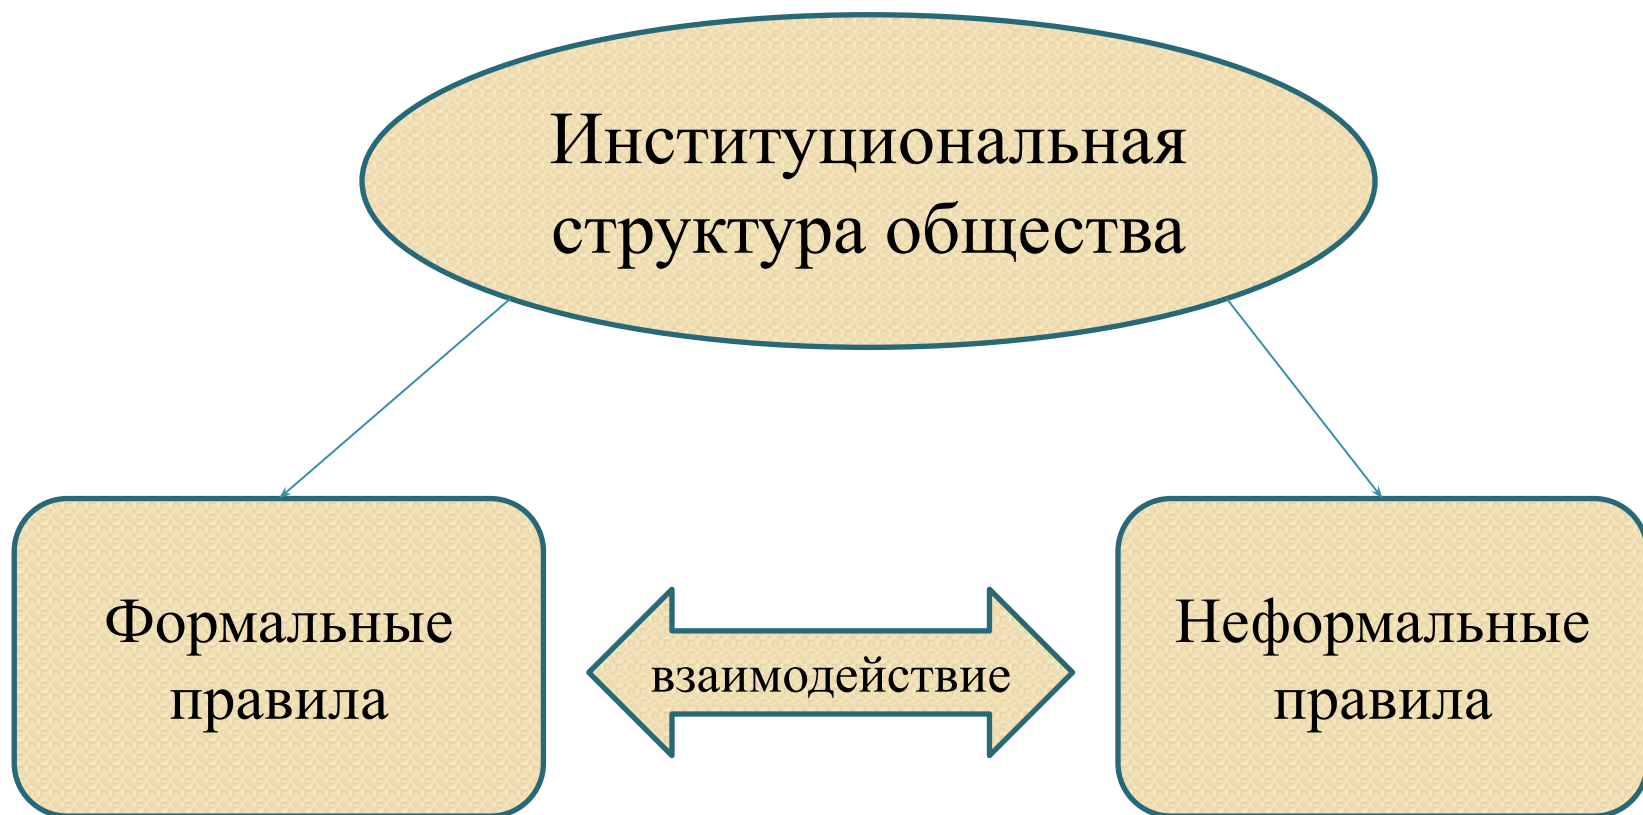 Институциональная
структура общества
Формальные
правила
взаимодействие
Неформальные
правила